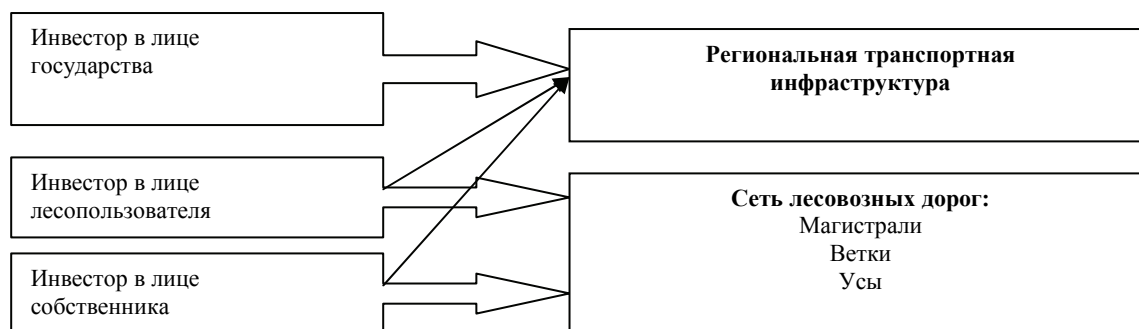 Инвестор в лице
государства
Региональная транспортная
инфраструктура
Инвестор в лице
лесопользователя
Сеть лесовозных дорог:
Магистрали
Ветки
Усы
Инвестор в лице
собственника